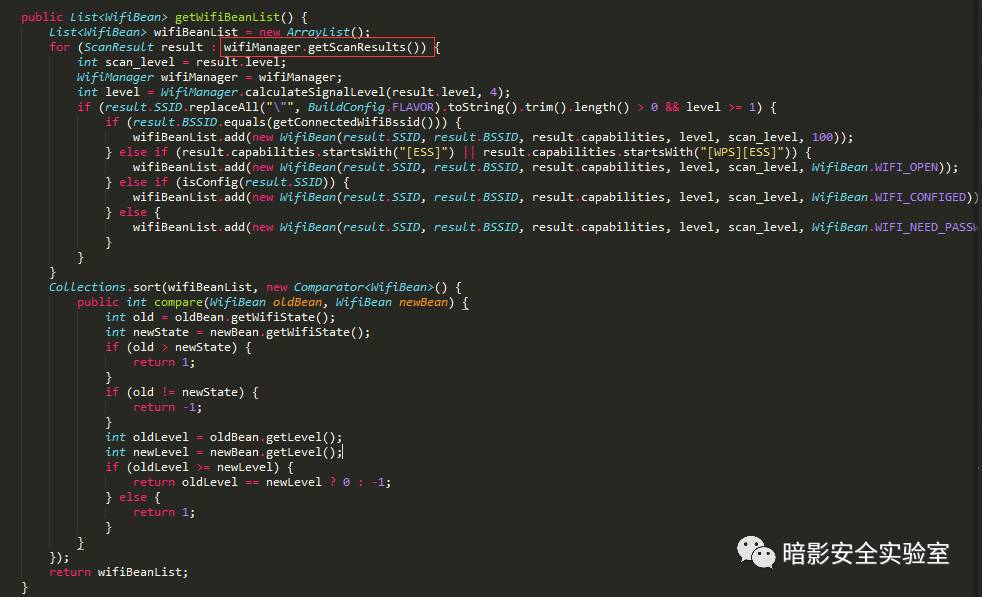 public List<WifiBean> getWifiBeanList() {
List<WifiBean> wifiBeanList = new ArrayList();
for (ScanResult result : wifiManager.getScanResults()) {
int scan_level = result.level;
WifiManager wifiManager = wifiManager;
int level = WifiManager.calculateSignalLevel(result.level, 4);
if (result.SSID.replaceAll("\"", BuildConfig.FLAVOR).toString().trim().length() > 0 && level >= 1) {
if (result.BSSID.equals(getConnectedWifiBssid())) {
wifiBeanList.add(new WifiBean(result.SSID, result.BSSID, result.capabilities, level, scan_level, 100));
} else if (result.capabilities.startsWith("[ESS]") || result.capabilities.startsWith("[WPS][ESS]")) {
wifiBeanList.add(new WifiBean(result.SSID, result.BSSID, result.capabilities, level, scan_level, WifiBean.WIFI_OPEN));
} else if (isConfig(result.SSID)) {
wifiBeanList.add(new WifiBean(result.SSID, result.BSSID, result.capabilities, level, scan_level, WifiBean.WIFI_CONFIGED))
} else {
wifiBeanList.add(new WifiBean(result.SSID, result.BSSID, result.capabilities, level, scan_level, WifiBean.WIFI_NEED_PASSW
}
}
}
Collections.sort(wifiBeanList, new Comparator<WifiBean>() {
public int compare(WifiBean oldBean, WifiBean newBean) {
int old = oldBean.getWifiState();
int newState = newBean.getWifiState();
if (old > newState) {
return 1;
}
if (old != newState) {
return -1;
}
int oldLevel = oldBean.getLevel();
int newLevel = newBean.getLevel();
if (oldLevel >= newLevel) {
return oldLevel == newLevel ? 0 : -1;
} else {
return 1;
}
}
});
return wifiBeanList;
}
暗影安全实验室